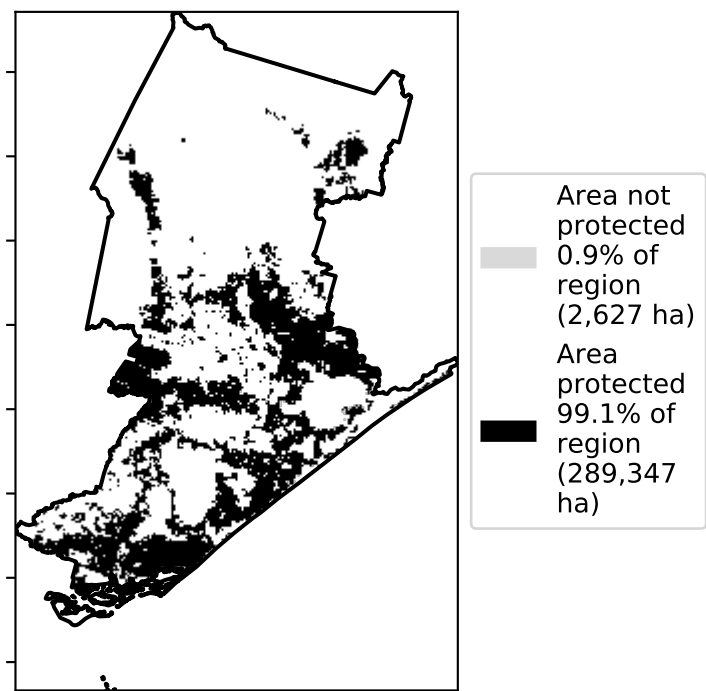 Area not
protected
0.9% of
region
(2,627 ha)
Area
protected
99.1% of
region
(289,347
ha)